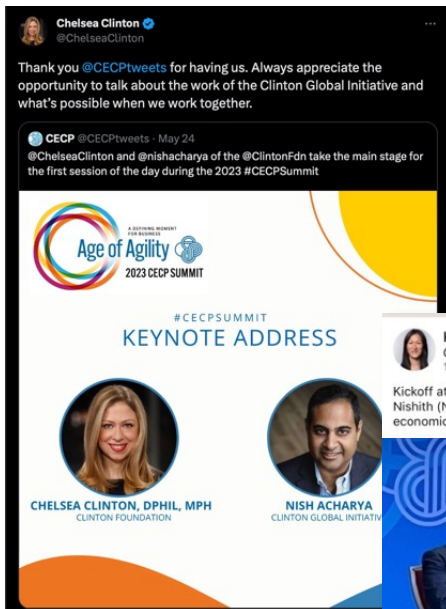 Chelsea Clinton
@ChelseaClinton
Thank you @CECPtweets for having us. Always appreciate the
opportunity to talk about the work of the Clinton Global Initiative and
what's possible when we work together.
CECP @CECPtweets · May 24
@ChelseaClinton and @nishacharya of the @ClintonFdn take the main stage for
the first session of the day during the 2023 #CECPSummit
A DEFINING MOMENT
FOR BUSINESS
Age of Agility
2023 CECP SUMMIT
#CECPSUMMIT
KEYNOTE ADDRESS
CHELSEA CLINTON, DPHIL, MPH
CLINTON FOUNDATION
NISH ACHARYA
CLINTON GLOBAL
Kickoff at
Nishith